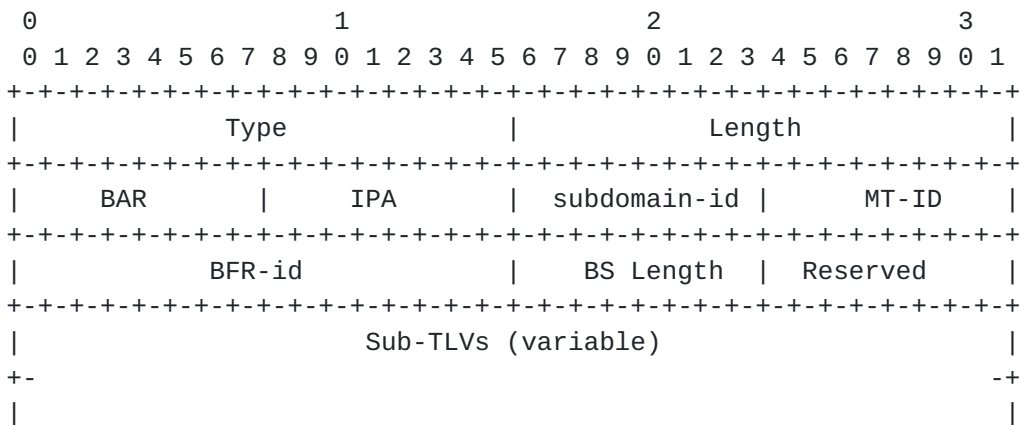 0                   1                   2                   3
 0 1 2 3 4 5 6 7 8 9 0 1 2 3 4 5 6 7 8 9 0 1 2 3 4 5 6 7 8 9 0 1
+-+-+-+-+-+-+-+-+-+-+-+-+-+-+-+-+-+-+-+-+-+-+-+-+-+-+-+-+-+-+-+-+
|             Type              |            Length             |
+-+-+-+-+-+-+-+-+-+-+-+-+-+-+-+-+-+-+-+-+-+-+-+-+-+-+-+-+-+-+-+-+
|     BAR       |     IPA       |  subdomain-id |      MT-ID    |
+-+-+-+-+-+-+-+-+-+-+-+-+-+-+-+-+-+-+-+-+-+-+-+-+-+-+-+-+-+-+-+-+
|            BFR-id             |    BS Length  |  Reserved     |
+-+-+-+-+-+-+-+-+-+-+-+-+-+-+-+-+-+-+-+-+-+-+-+-+-+-+-+-+-+-+-+-+
|                      Sub-TLVs (variable)                      |
+-                                                             -+
|                                                               |